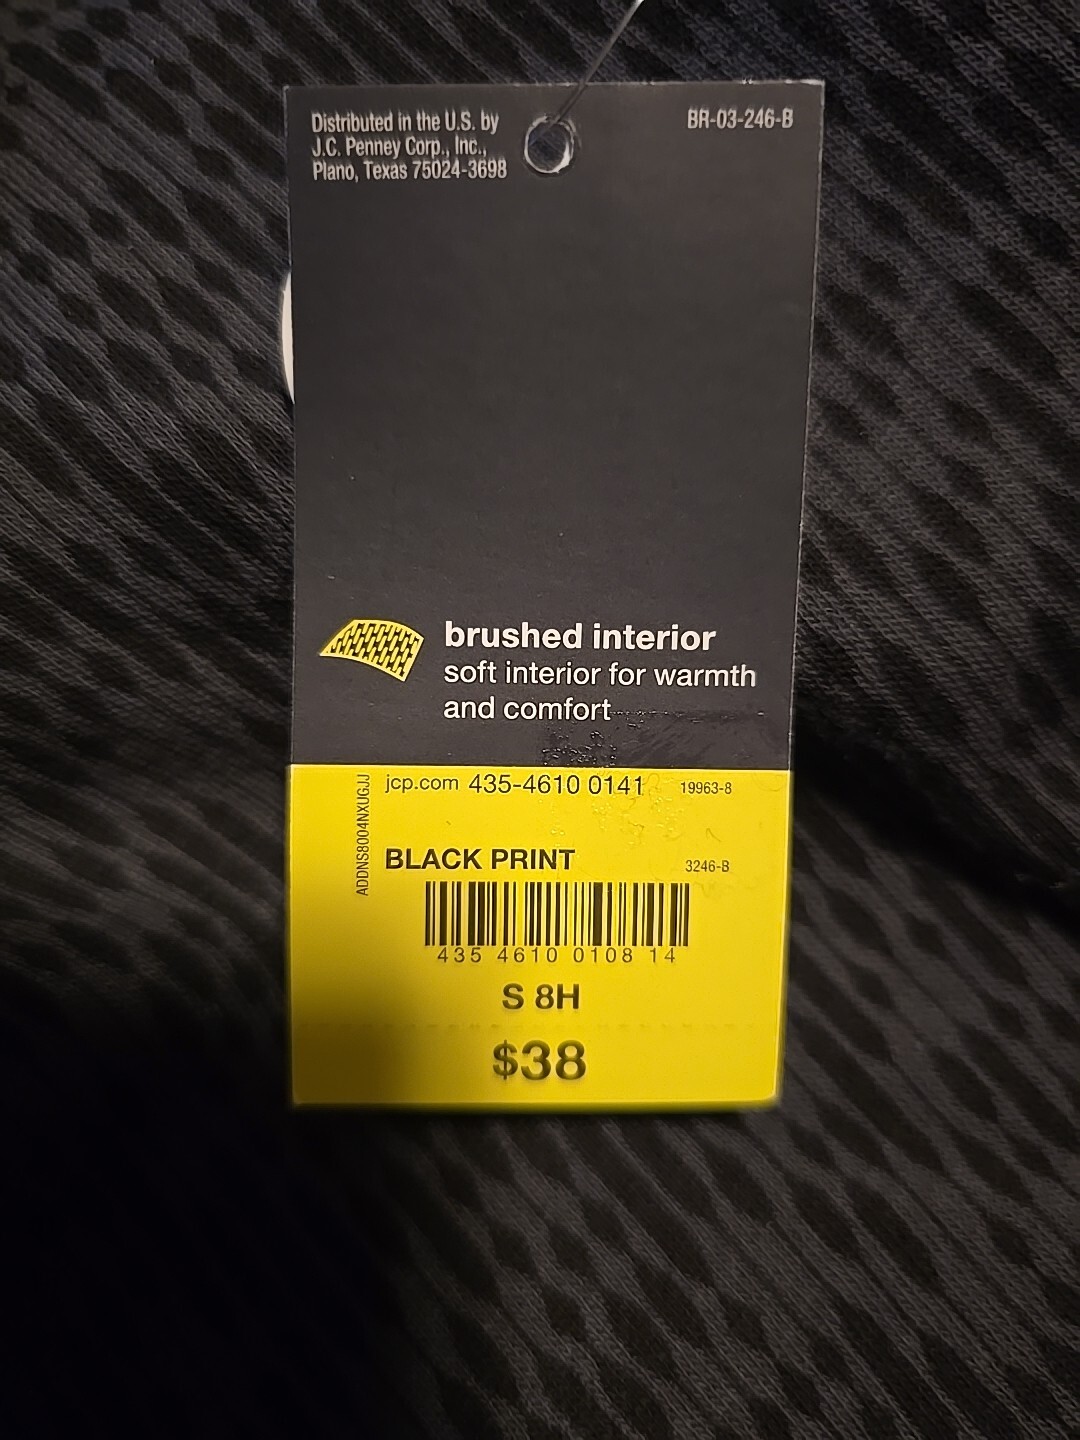 Distributed in the U.S. by
J.C. Penney Corp., Inc.,
Plano, Texas 75024-3698
BR-03-246-B
brushed interior
soft interior for warmth
and comfort
jcp.com 435-4610 0141 19963-8
ADDNS8004NXUGJJ
BLACK PRINT 3246-B
435 4610 0108 14
S 8H
$38